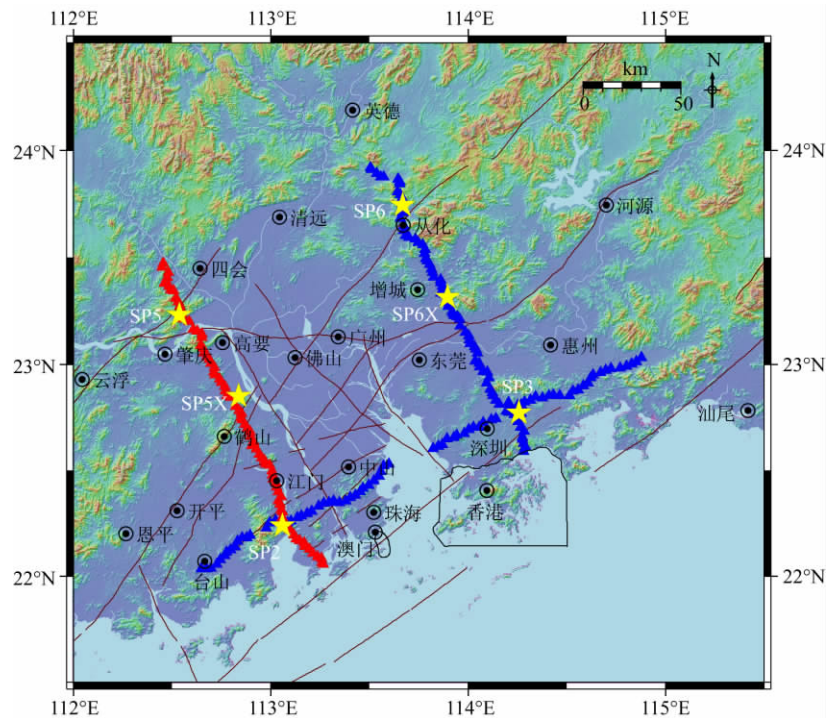 112°E
113°E
114°E
115°E
km
0
50
N
英德
24°N
24°N
SP6
从化
清远
河源
四会
增城
SP6X
SP5
广州
高要
肇庆
佛山
东莞
惠州
23°N
23°N
云浮
SP5X
SP3
汕尾
鹤山
深圳
中山
江门
开平
珠海
香港
恩平
澳门
SP2
台山
22°N
22°N
112°E
113°E
114°E
115°E